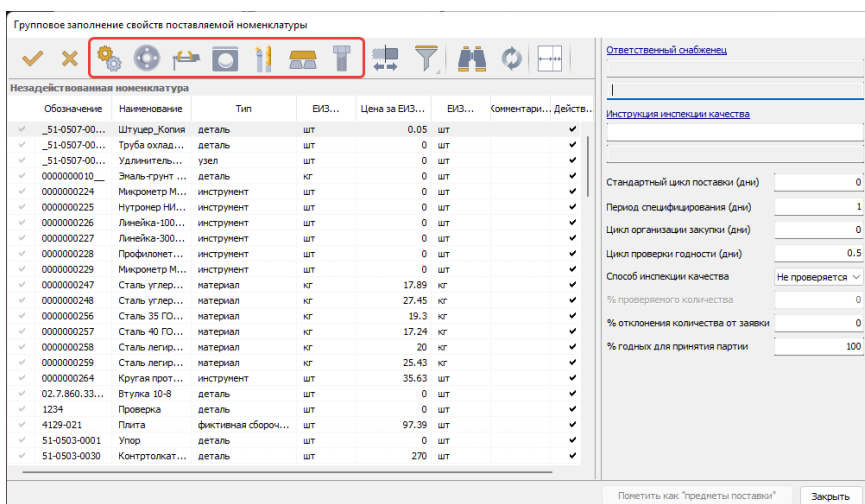 Групповое заполнение свойств поставляемой номенклатуры
Незадействованная номенклатура
Обозначение Наименование Тип ЕИЗ... Цена за ЕИЗ... ЕИЗ... Комментари... Действ...
_51-0507-00... Штуцер_Копия деталь шт 0.05 шт
_51-0507-00... Труба охлад... деталь шт 0 шт
_51-0507-00... Удлинитель... узел шт 0 шт
0000000010__ Эмаль-грунт ... деталь кг 0 кг
0000000224 Микрометр М... инструмент шт 0 шт
0000000225 Нутромер НИ... инструмент шт 0 шт
0000000226 Линейка-100... инструмент шт 0 шт
0000000227 Линейка-300... инструмент шт 0 шт
0000000228 Профиломет... инструмент шт 0 шт
0000000229 Микрометр М... инструмент шт 0 шт
0000000247 Сталь углер... материал кг 17.89 кг
0000000248 Сталь углер... материал кг 27.45 кг
0000000256 Сталь 35 ГО... материал кг 19.3 кг
0000000257 Сталь 40 ГО... материал кг 17.24 кг
0000000258 Сталь легир... материал кг 20 кг
0000000259 Сталь легир... материал кг 25.43 кг
0000000264 Круглая прот... инструмент шт 35.63 шт
02.7.860.33... Втулка 10-8 деталь шт 0 шт
1234 Проверка деталь шт 0 шт
4129-021 Плита фиктивная сбороч... шт 97.39 шт
51-0503-0001 Упор деталь шт 0 шт
51-0503-0030 Контртолкат... деталь шт 270 шт
Ответственный снабженец
Инструкция инспекции качества
Стандартный цикл поставки (дни) 0
Период специфицирования (дни) 1
Цикл организации закупки (дни) 0
Цикл проверки годности (дни) 0.5
Способ инспекции качества Не проверяется
% проверяемого количества 0
% отклонения количества от заявки 0
% годных для принятия партии 100
Пометить как "предметы поставки" Закрыть